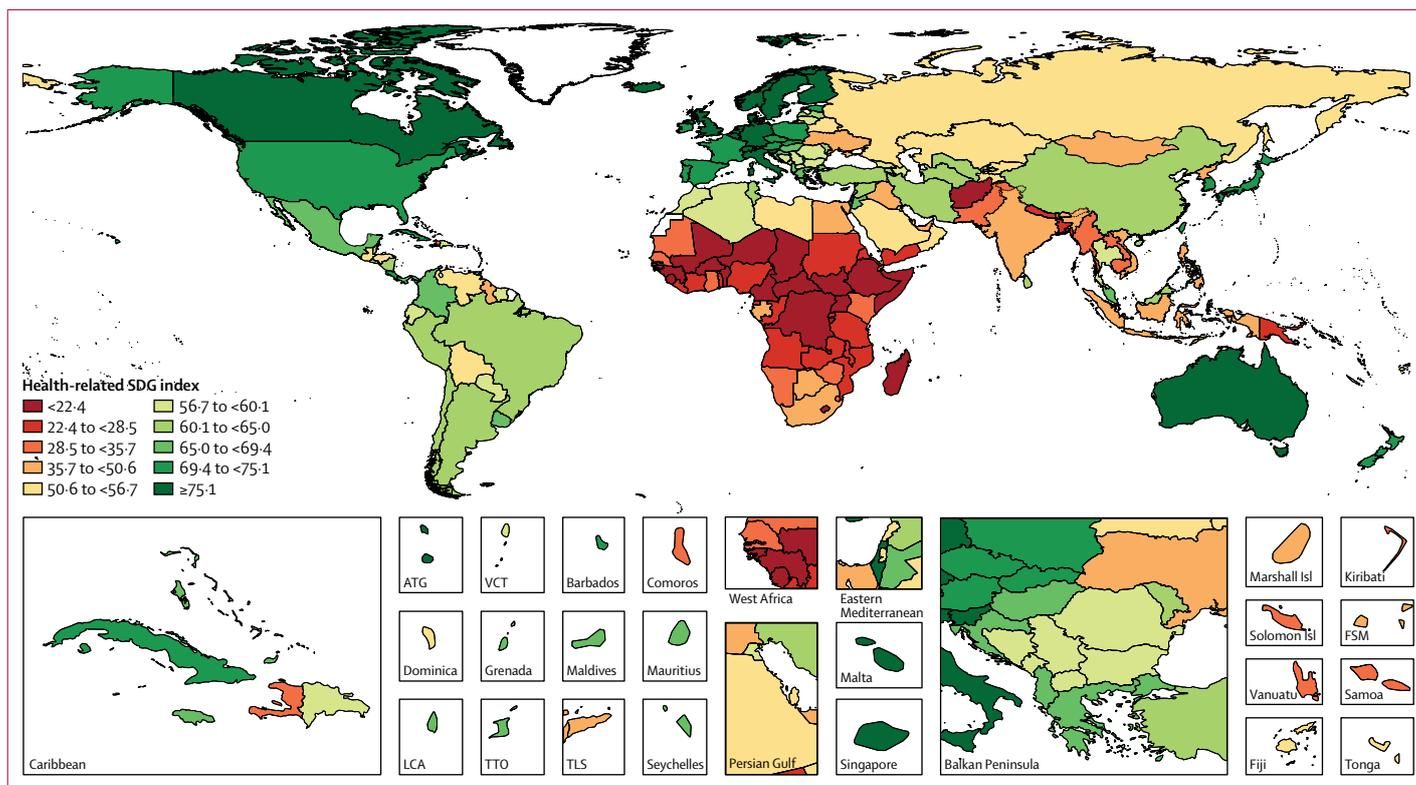 Health-related SDG index
<22·4
22·4 to <28·5
28·5 to <35·7
35·7 to <50·6
50·6 to <56·7
56·7 to <60·1
60·1 to <65·0
65·0 to <69·4
69·4 to <75·1
≥75·1
Caribbean
ATG
VCT
Barbados
Comoros
Dominica
Grenada
Maldives
Mauritius
LCA
TTO
TLS
Seychelles
West Africa
Eastern
Mediterranean
Persian Gulf
Malta
Singapore
Balkan Peninsula
Marshall Isl
Kiribati
Solomon Isl
FSM
Vanuatu
Samoa
Fiji
Tonga